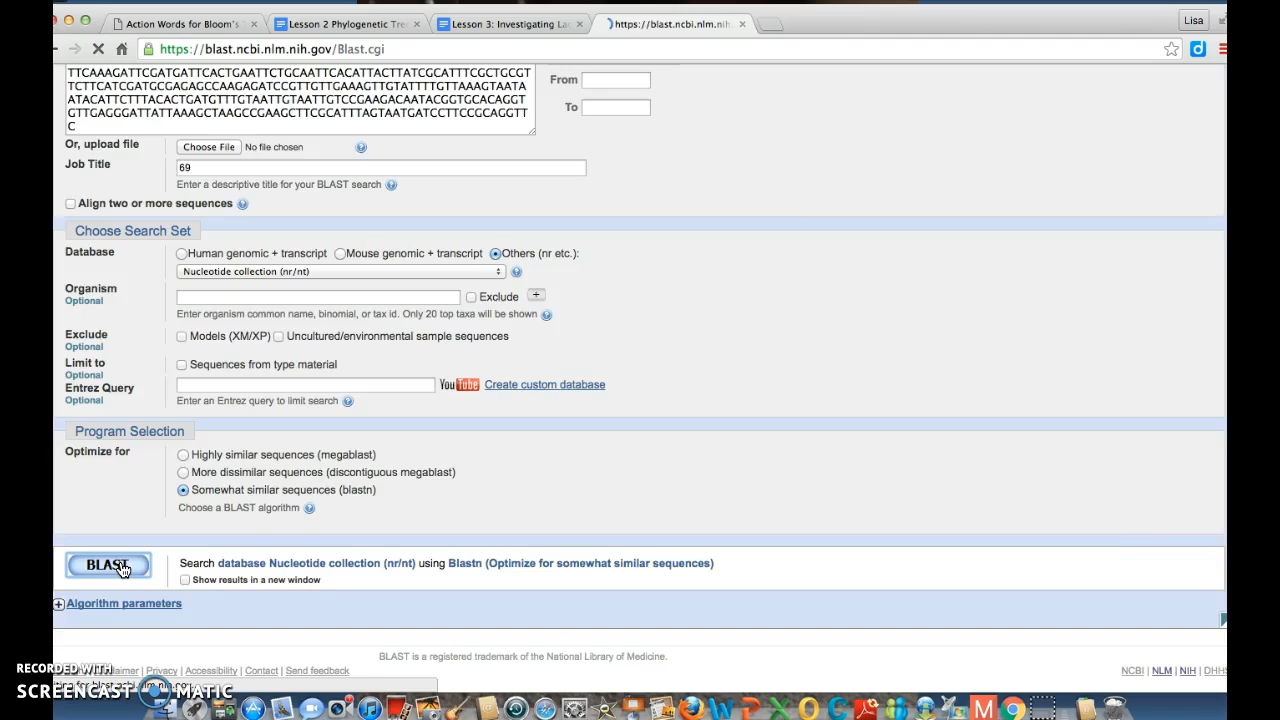 Action Words for Bloom's T
Lesson 2 Phylogenetic Tree
Lesson 3: Investigating La
https://blast.ncbi.nlm.nih
Lisa
https://blast.ncbi.nlm.nih.gov/Blast.cgi
TTCAAAGATTCGATGATTCACTGAATTCTGCAATTCACATTACTTATCGCATTTCGCTGCGT
TCTTCATCGATGCGAGAGCCAAGAGATCCGTTGTTGAAAGTTGTATTTTGTTAAAGTAATA
ATACATTCTTTACACTGATGTTTGTAATTGTAATTGTCCGAAGACAATACGGTGCACAGGT
GTTGAGGGATTATTAAAGCTAAGCCGAAGCTTCGCATTTAGTAATGATCCTTCCGCAGGTT
C
From
To
Or, upload file Choose File No file chosen
Job Title 69
Enter a descriptive title for your BLAST search
Align two or more sequences
Choose Search Set
Database Human genomic + transcript Mouse genomic + transcript Others (nr etc.):
Nucleotide collection (nr/nt)
Organism
Optional
Exclude +
Enter organism common name, binomial, or tax id. Only 20 top taxa will be shown
Exclude Models (XM/XP) Uncultured/environmental sample sequences
Optional
Limit to Sequences from type material
Optional
Entrez Query YouTube Create custom database
Optional Enter an Entrez query to limit search
Program Selection
Optimize for Highly similar sequences (megablast)
More dissimilar sequences (discontiguous megablast)
Somewhat similar sequences (blastn)
Choose a BLAST algorithm
BLAST Search database Nucleotide collection (nr/nt) using Blastn (Optimize for somewhat similar sequences)
Show results in a new window
Algorithm parameters
BLAST is a registered trademark of the National Library of Medicine.
RECORDED WITH
claimer | Privacy | Accessibility | Contact | Send feedback
NCBI | NLM | NIH | DHHS
SCREENCAST MATIC